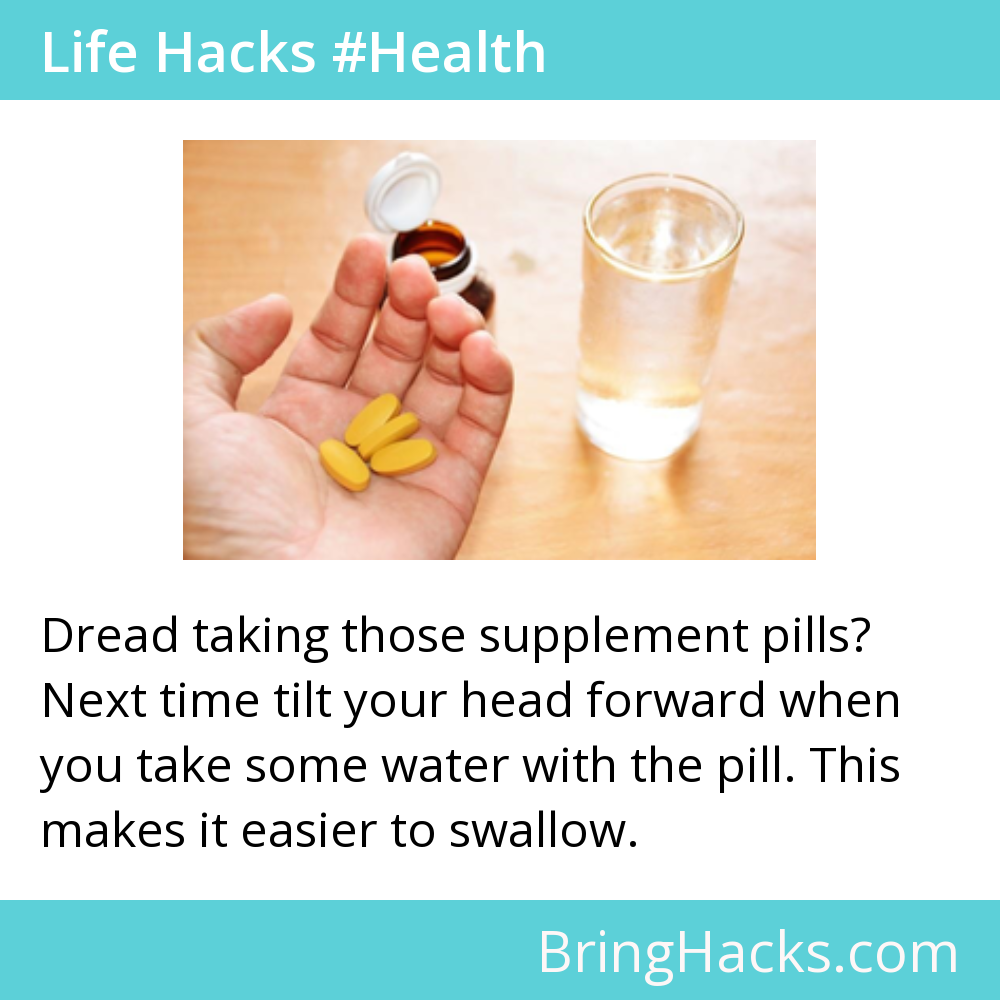 Life Hacks #Health
Dread taking those supplement pills?
Next time tilt your head forward when
you take some water with the pill. This
makes it easier to swallow.
BringHacks.com